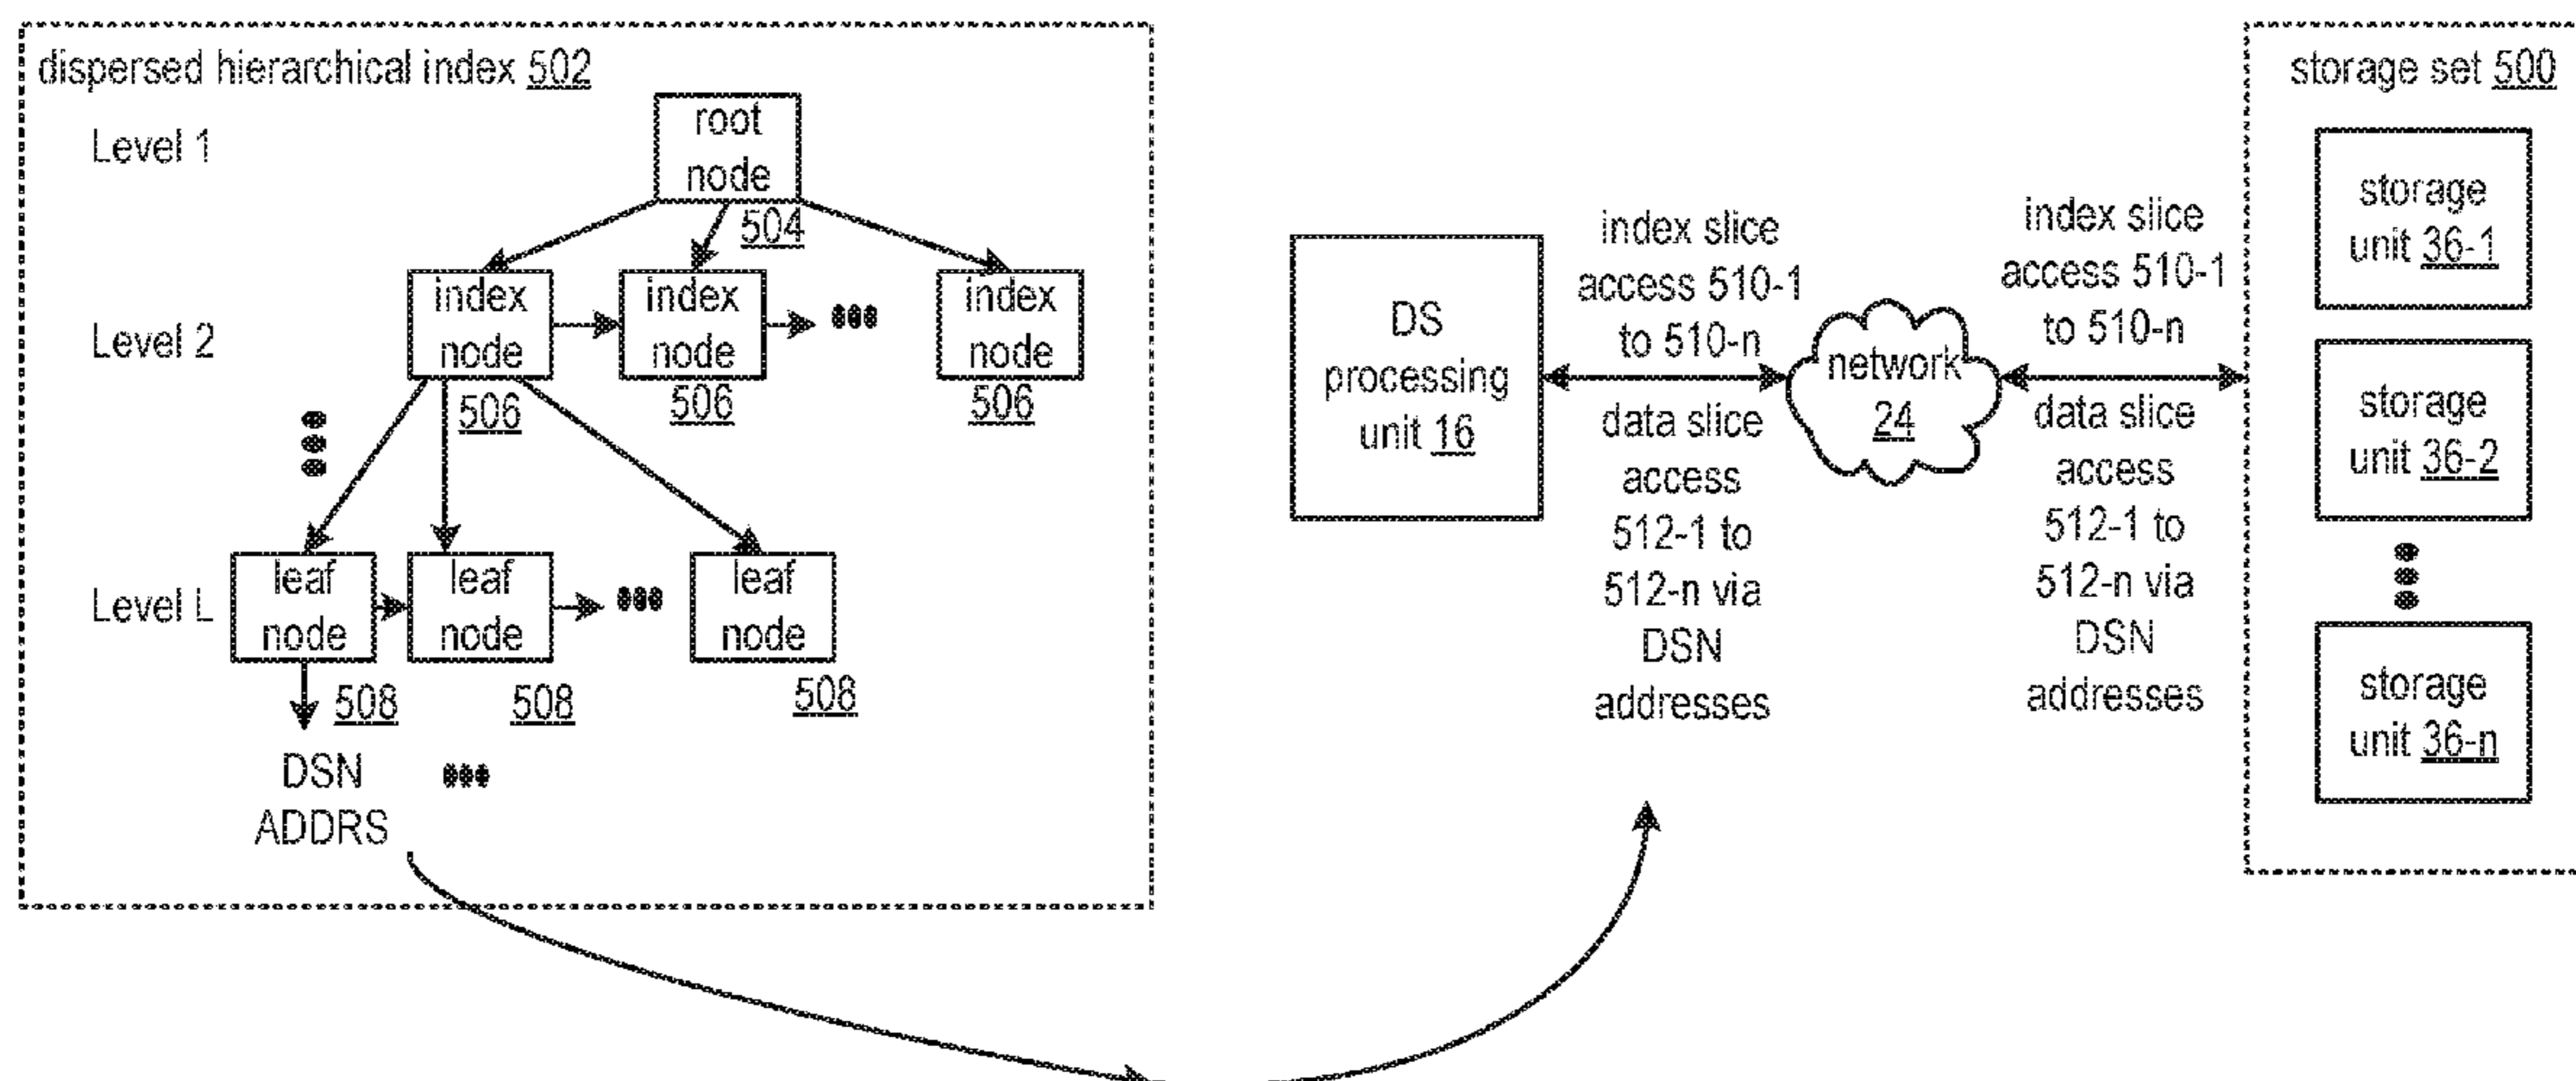 dispersed hierarchical index 502
Level 1
root
node
504
Level 2
index
node
506
index
node
506
index
node
506
Level L
leaf
node
508
leaf
node
508
leaf
node
508
DSN
ADDRS
DS
processing
unit 16
index slice
access 510-1
to 510-n
data slice
access
512-1 to
512-n via
DSN
addresses
network
24
index slice
access 510-1
to 510-n
data slice
access
512-1 to
512-n via
DSN
addresses
storage set 500
storage
unit 36-1
storage
unit 36-2
storage
unit 36-n